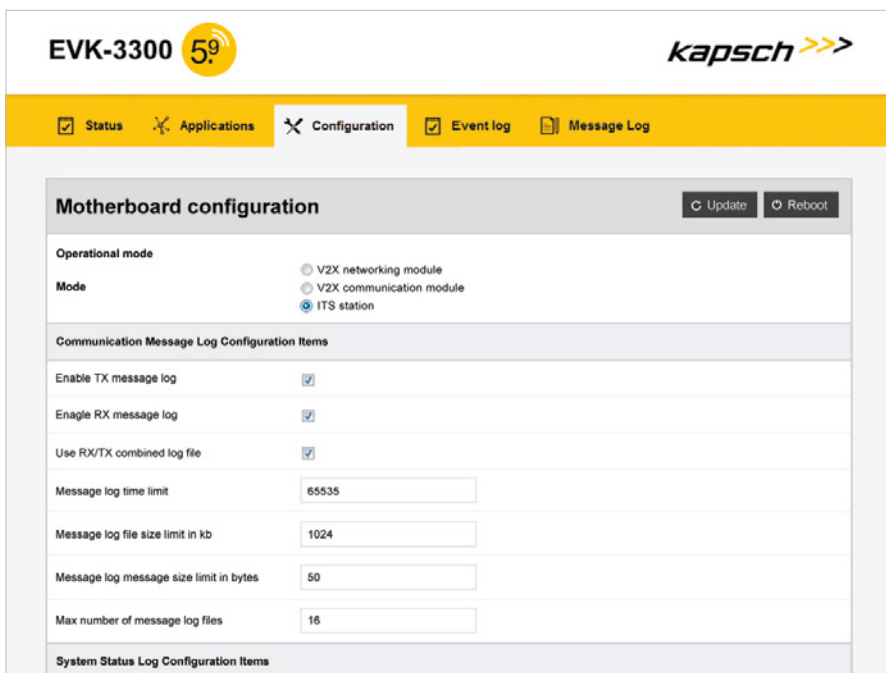 EVK-3300 5.9
kapsch >>>
Status Applications Configuration Event log Message Log
Motherboard configuration Update Reboot
Operational mode
Mode
V2X networking module
V2X communication module
ITS station
Communication Message Log Configuration Items
Enable TX message log
Enagle RX message log
Use RX/TX combined log file
Message log time limit 65535
Message log file size limit in kb 1024
Message log message size limit in bytes 50
Max number of message log files 16
System Status Log Configuration Items